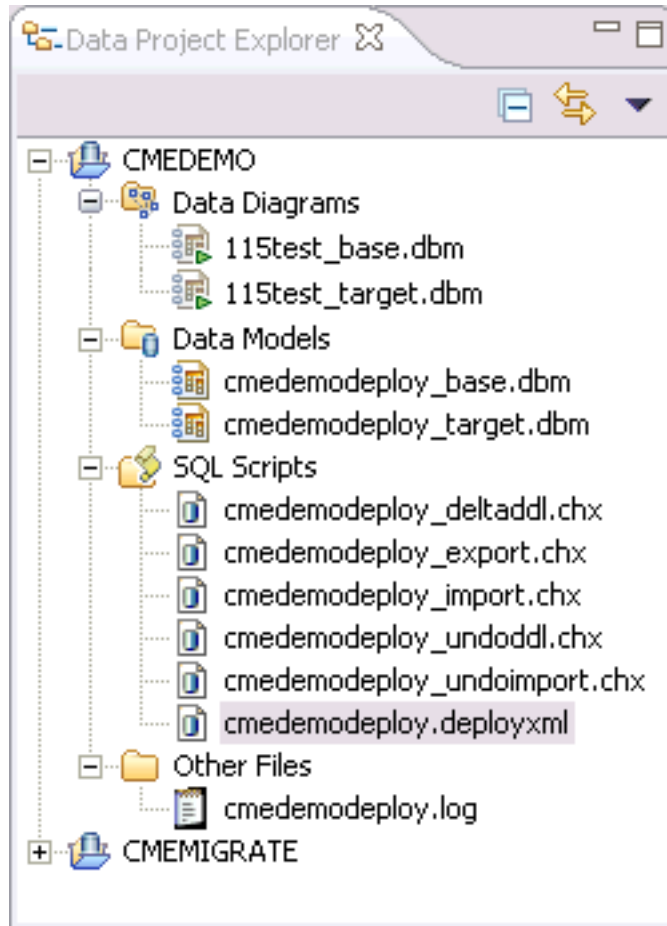 Data Project Explorer
CMEDEMO
Data Diagrams
115test_base.dbm
115test_target.dbm
Data Models
cmedemodeploy_base.dbm
cmedemodeploy_target.dbm
SQL Scripts
cmedemodeploy_deltaddl.chx
cmedemodeploy_export.chx
cmedemodeploy_import.chx
cmedemodeploy_undoddl.chx
cmedemodeploy_undoimport.chx
cmedemodeploy.deployxml
Other Files
cmedemodeploy.log
CMEMIGRATE